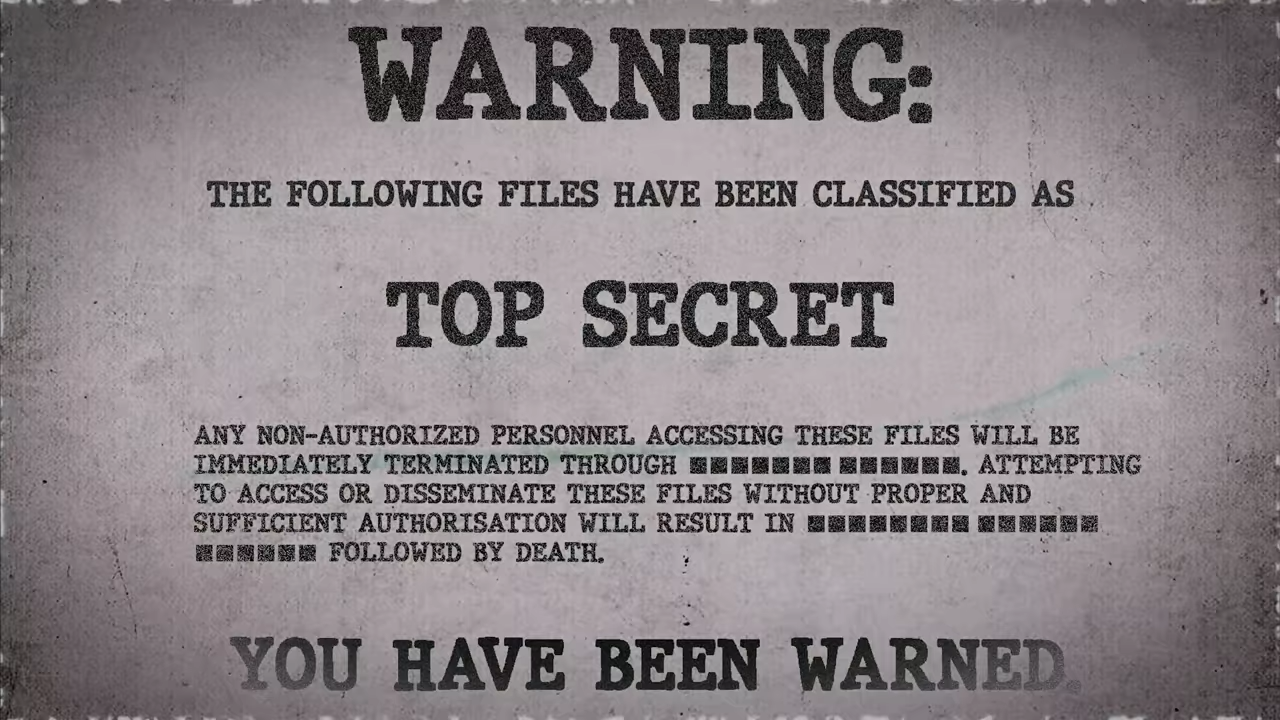 WARNING:
THE FOLLOWING FILES HAVE BEEN CLASSIFIED AS
TOP SECRET
ANY NON-AUTHORIZED PERSONNEL ACCESSING THESE FILES WILL BE
IMMEDIATELY TERMINATED THROUGH ■■■■■■■ ■■■■■■. ATTEMPTING
TO ACCESS OR DISSEMINATE THESE FILES WITHOUT PROPER AND
SUFFICIENT AUTHORISATION WILL RESULT IN ■■■■■■■■ ■■■■■■
■■■■■■ FOLLOWED BY DEATH.
YOU HAVE BEEN WARNED.